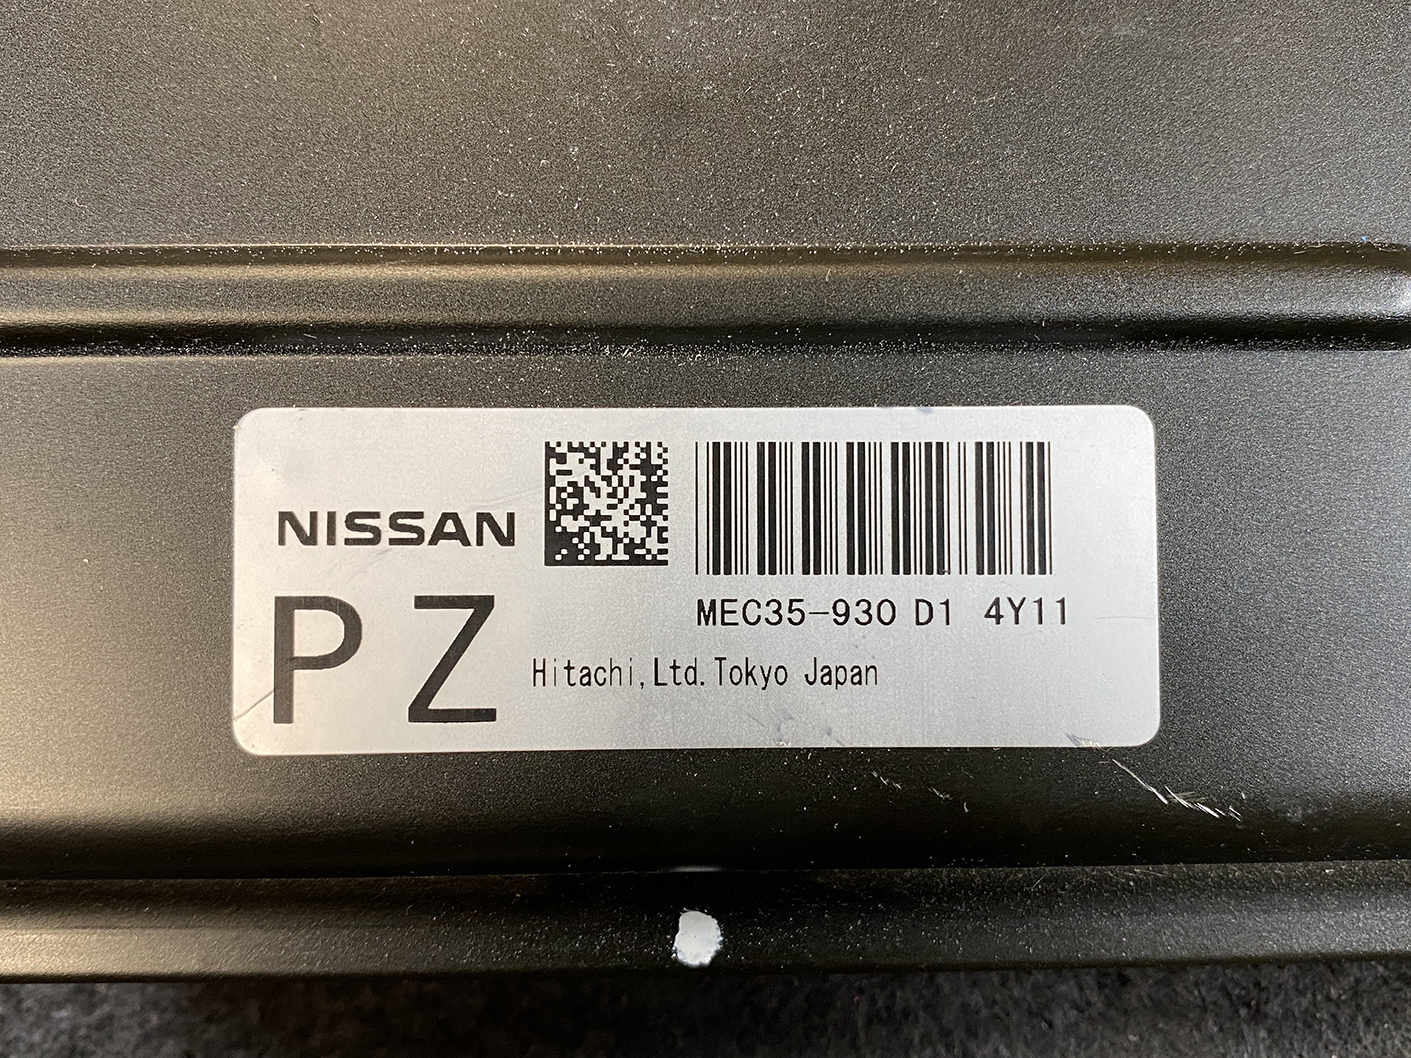 NISSAN
PZ
MEC35-930 D1 4Y11
Hitachi,Ltd.Tokyo Japan